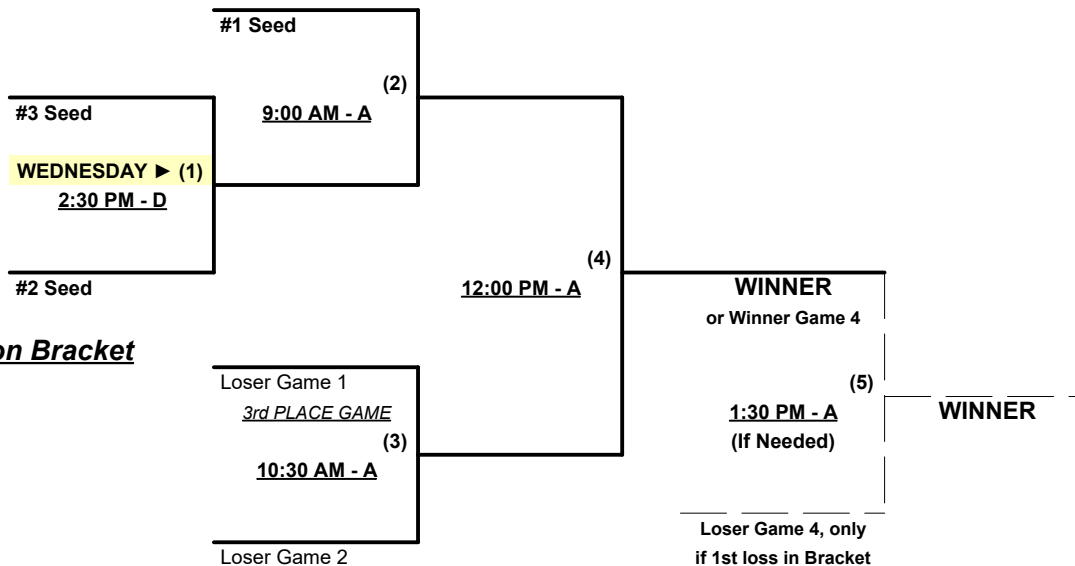 #1 Seed
(2)
9:00 AM - A
#3 Seed
WEDNESDAY ► (1)
2:30 PM - D
#2 Seed
(4)
12:00 PM - A
WINNER
or Winner Game 4
on Bracket
Loser Game 1
3rd PLACE GAME
(3)
10:30 AM - A
Loser Game 2
(5)
1:30 PM - A
(If Needed)
WINNER
Loser Game 4, only
if 1st loss in Bracket